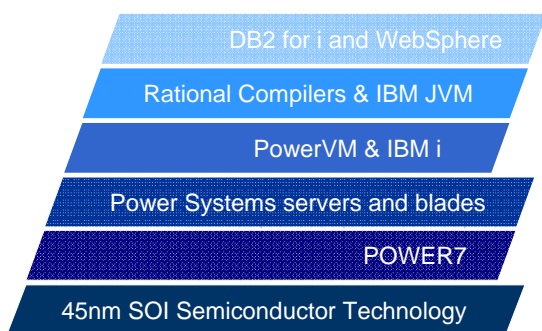 DB2 for i and WebSphere
Rational Compilers & IBM JVM
PowerVM & IBM i
Power Systems servers and blades
POWER7
45nm SOI Semiconductor Technology